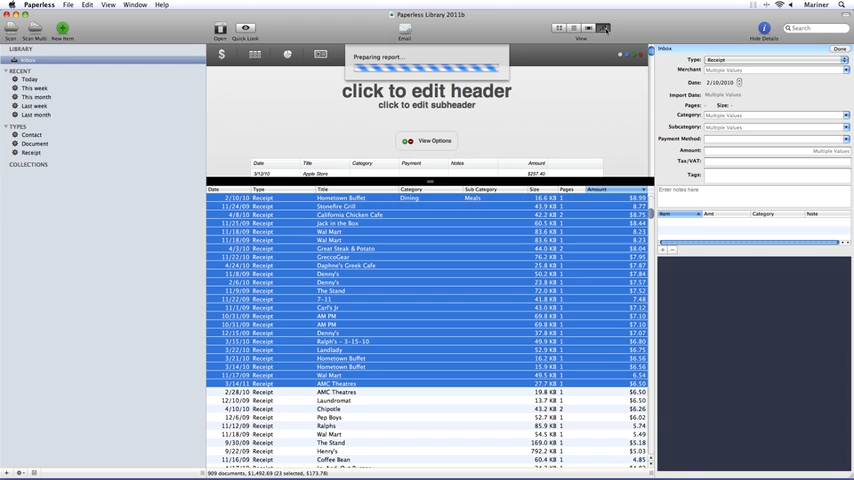 Paperless File Edit View Window Help Mariner
Paperless Library 2011b
Scan Scan Multi New Item Open Quick Look Email View Hide Details Search
LIBRARY
Inbox
RECENT
Today
This week
This month
Last week
Last month
TYPES
Contact
Document
Receipt
COLLECTIONS
Preparing report...
click to edit header
click to edit subheader
View Options
Date Title Category Payment Notes Amount
3/12/10 Apple Store $257.40
Date Type Title Category Sub Category Size Pages Amount
2/10/10 Receipt Hometown Buffet Dining Meals 16.6 KB 1 $8.99
11/24/09 Receipt Stonefire Grill 43.9 KB 1 8.77
4/8/10 Receipt California Chicken Cafe 42.2 KB 2 $8.75
11/23/09 Receipt Jack in the Box 60.5 KB 1 $8.44
11/18/09 Receipt Wal Mart 83.6 KB 1 8.23
11/18/09 Receipt Wal Mart 83.6 KB 1 8.23
4/3/10 Receipt Great Steak & Potato 44.0 KB 2 $8.04
11/22/09 Receipt GreccoGear 76.2 KB 1 $7.95
4/24/10 Receipt Daphne's Greek Cafe 25.8 KB 1 $7.87
11/8/09 Receipt Denny's 50.2 KB 1 $7.84
2/2/10 Receipt Denny's 23.8 KB 1 $7.57
11/9/09 Receipt The Stand 72.0 KB 1 $7.52
11/22/09 Receipt 7-11 41.8 KB 1 7.48
11/2/09 Receipt Carl's Jr 60.7 KB 1 $7.12
10/31/09 Receipt AM PM 69.8 KB 1 $7.10
10/31/09 Receipt AM PM 69.8 KB 1 $7.10
12/15/09 Receipt Denny's 37.8 KB 1 $7.07
3/15/10 Receipt Ralph's - 3-15-10 49.9 KB 1 $6.80
3/22/10 Receipt Landlady 52.9 KB 1 $6.75
3/21/10 Receipt Hometown Buffet 16.2 KB 1 $6.56
3/14/10 Receipt Hometown Buffet 15.9 KB 1 $6.56
11/17/09 Receipt Wal Mart 49.5 KB 1 6.54
3/14/11 Receipt AMC Theatres 27.7 KB 1 $6.50
2/28/10 Receipt AMC Theatres 19.8 KB 1 $6.50
12/10/09 Receipt Laundromat 13.7 KB 1 $6.50
4/10/10 Receipt Chipotle 43.2 KB 2 $6.26
12/6/09 Receipt Pep Boys 52.2 KB 1 $6.02
11/22/09 Receipt Ralphs 85.9 KB 1 5.74
11/18/09 Receipt Wal Mart 54.5 KB 1 5.49
9/30/09 Receipt The Stand $5.18
9/24/09 Receipt Henry's 792.2 KB 1 $5.03
11/16/09 Receipt Coffee Bean 60.3 KB 1 4.85
909 documents, $1,492.69 (23 selected, $173.78)
Inbox Done
Type: Receipt
Merchant Multiple Values
Date: 2/10/2010
Import Date: Multiple Values
Pages: - Size: -
Category: Multiple Values
Subcategory: Multiple Values
Payment Method:
Amount: Multiple Values
Tax/VAT:
Tags:
Enter notes here
Item Amt Category Note